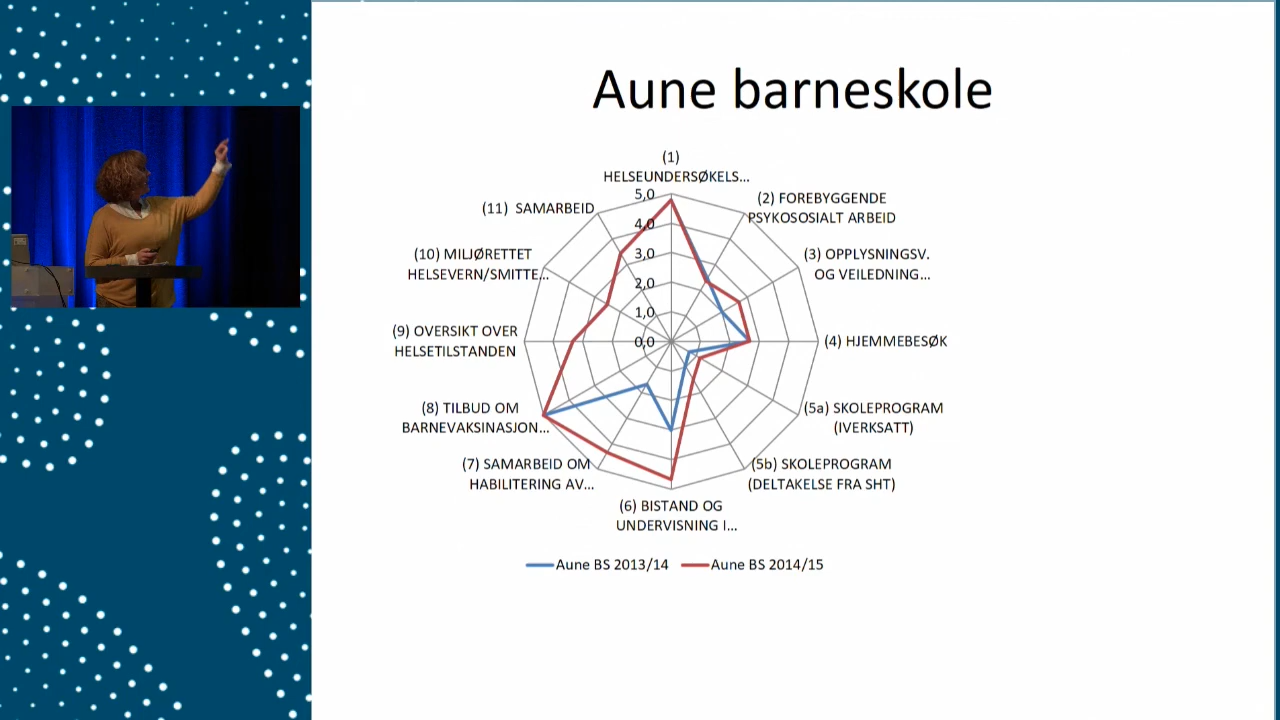 Aune barneskole
(1)
HELSEUNDERSØKELS...
(2) FOREBYGGENDE
PSYKOSOSIALT ARBEID
(3) OPPLYSNINGSV.
OG VEILEDNING...
(4) HJEMMEBESØK
(5a) SKOLEPROGRAM
(IVERKSATT)
(5b) SKOLEPROGRAM
(DELTAKELSE FRA SHT)
(6) BISTAND OG
UNDERVISNING I...
(7) SAMARBEID OM
HABILITERING AV...
(8) TILBUD OM
BARNEVAKSINASJON...
(9) OVERSIKT OVER
HELSETILSTANDEN
(10) MILJØRETTET
HELSEVERN/SMITTE...
(11) SAMARBEID
5,0
4,0
3,0
2,0
1,0
0,0
Aune BS 2013/14
Aune BS 2014/15